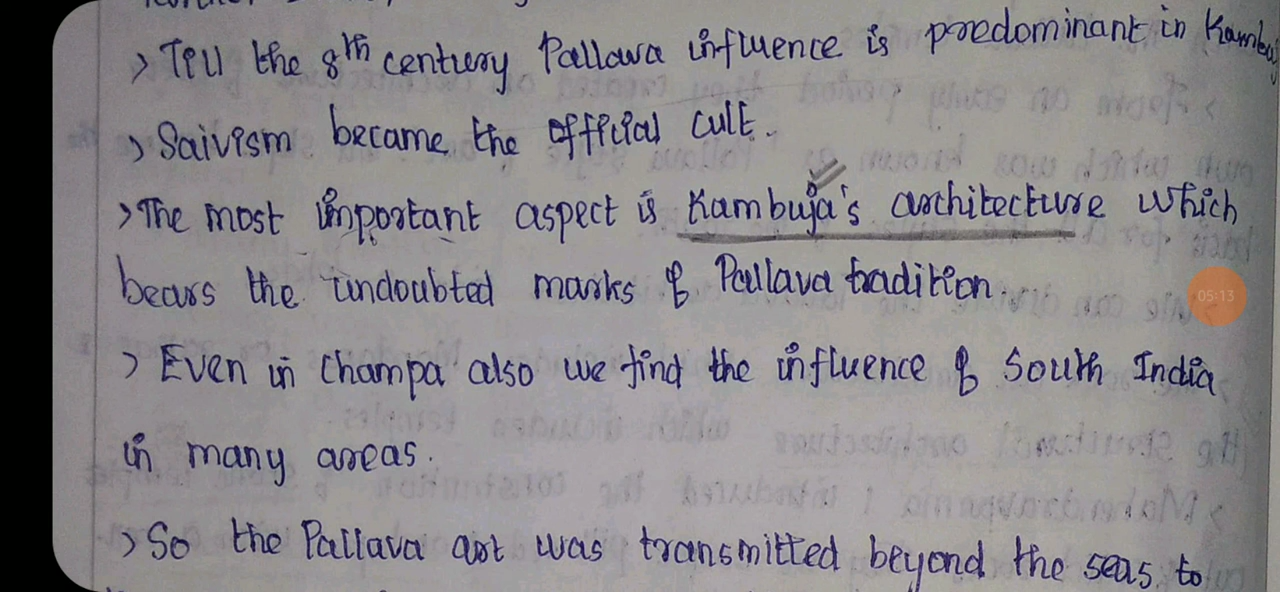 > Till the 8th century Pallava influence is predominant in
> Saivism became the official cult.
> The most important aspect is Kambuja's architecture which
bears the undoubted marks of Pallava tradition.
> Even in Champa also we find the influence of South India
in many areas.
> So the Pallava art was transmitted beyond the seas to
05:13